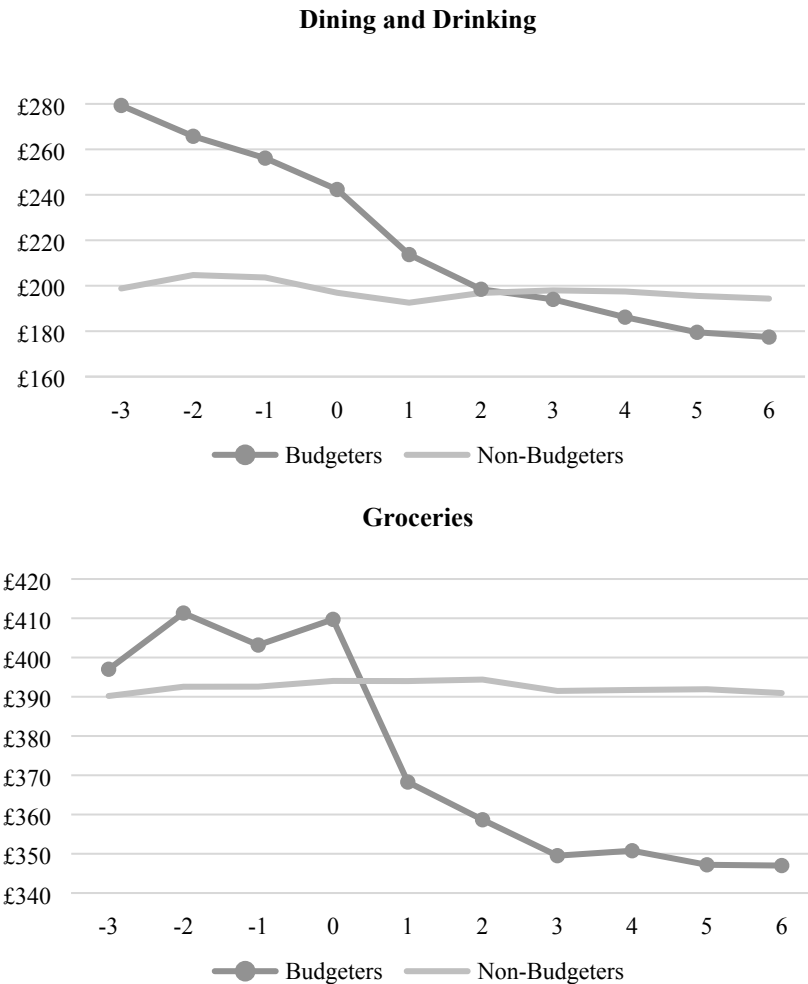 Dining and Drinking
£280
£260
£240
£220
£200
£180
£160
-3 -2 -1 0 1 2 3 4 5 6
Budgeters Non-Budgeters
Groceries
£420
£410
£400
£390
£380
£370
£360
£350
£340
-3 -2 -1 0 1 2 3 4 5 6
Budgeters Non-Budgeters